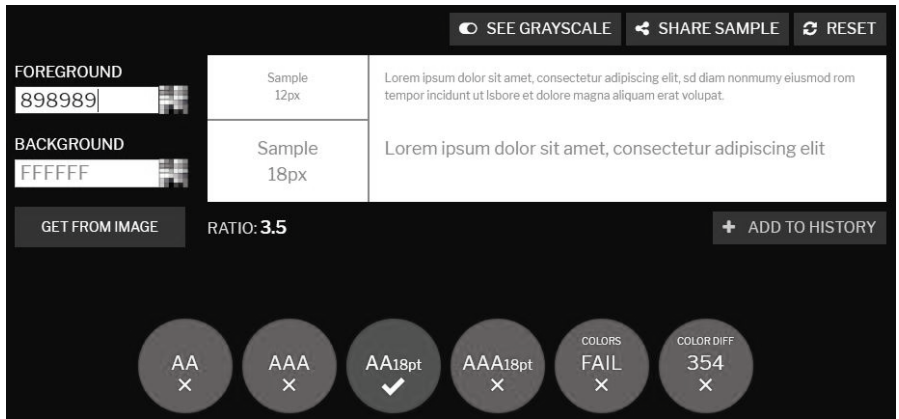 SEE GRAYSCALE SHARE SAMPLE RESET
FOREGROUND
898989
BACKGROUND
FFFFFF
GET FROM IMAGE
Sample
12px
Lorem ipsum dolor sit amet, consectetur adipiscing elit, sd diam nonmumy eiusmod rom
tempor incidunt ut lsbore et dolore magna aliquam erat volupat.
Sample
18px
Lorem ipsum dolor sit amet, consectetur adipiscing elit
RATIO: 3.5
+ ADD TO HISTORY
AA
AAA
AA18pt
AAA18pt
COLORS
FAIL
COLOR DIFF
354